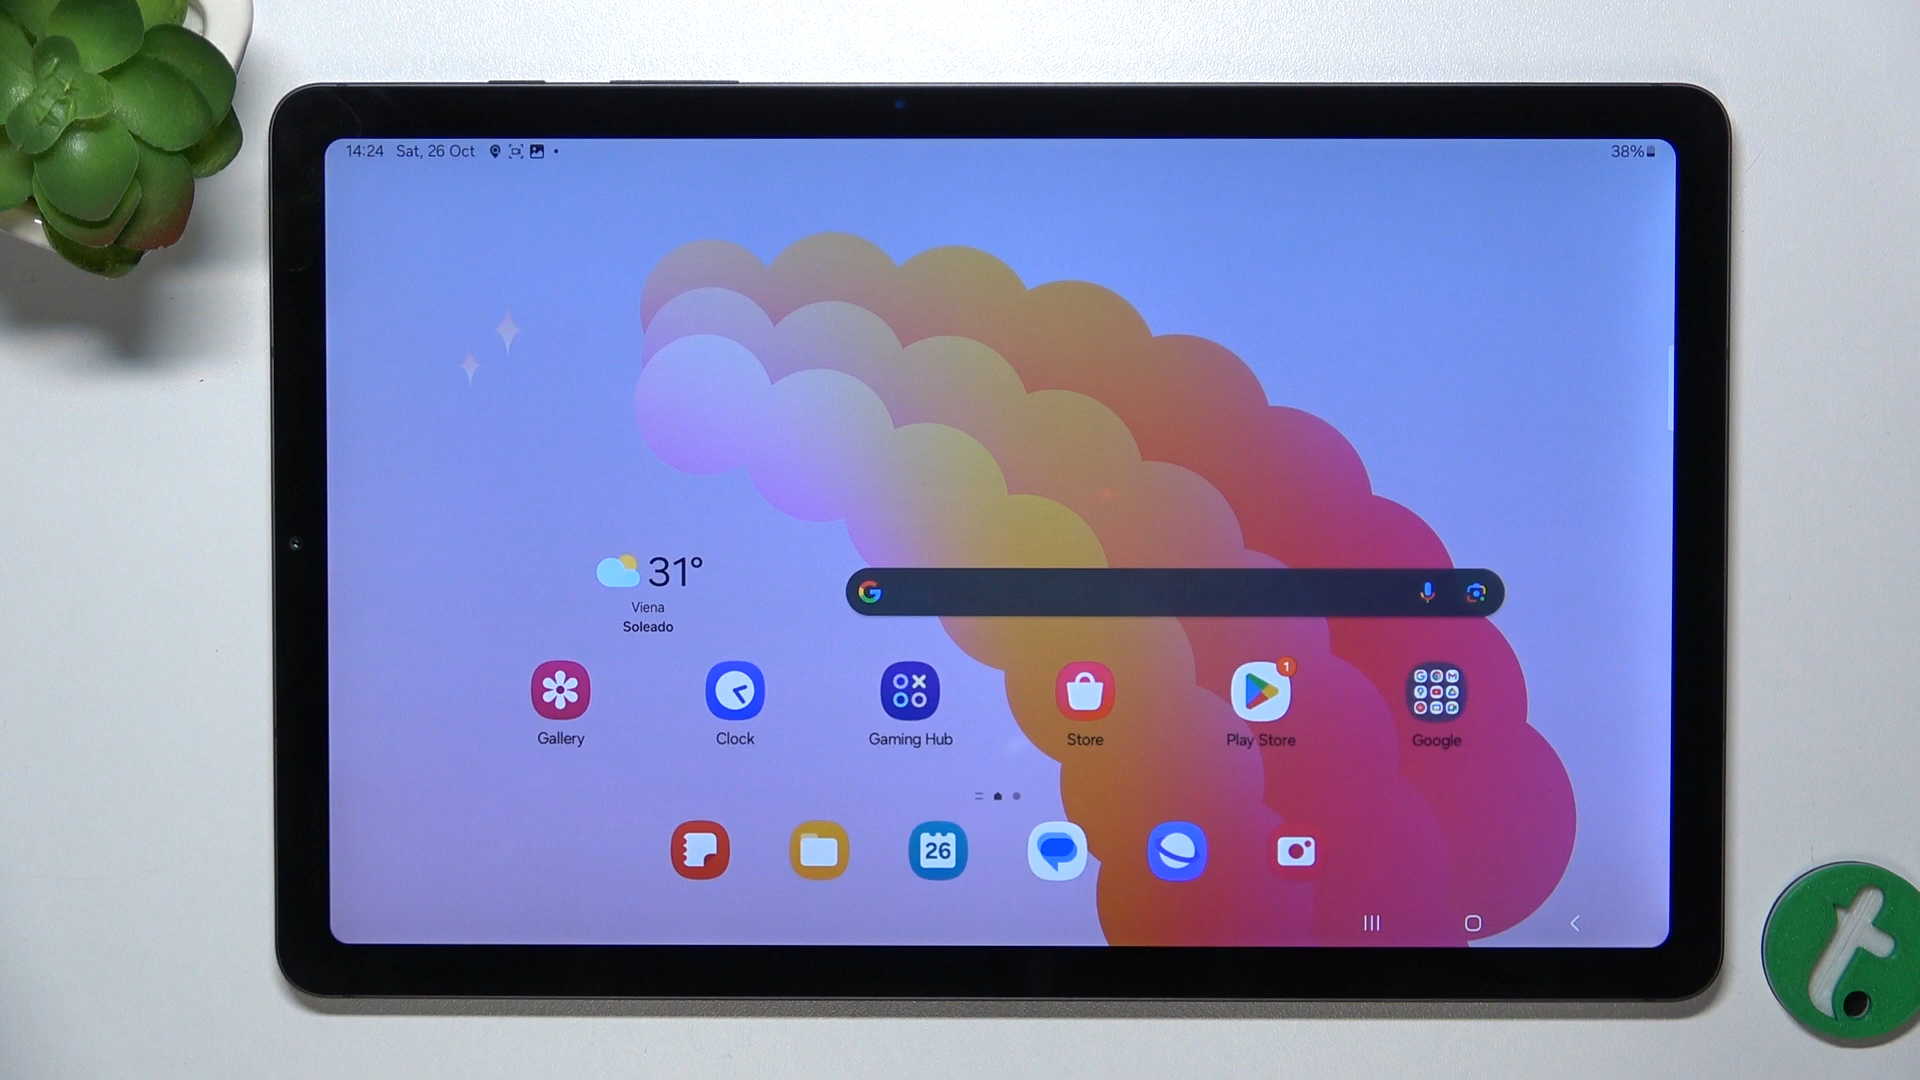 14:24 Sat, 26 Oct
38%
31°
Viena
Soleado
G
Gallery
Clock
Gaming Hub
Store
1
Play Store
Google
26
t